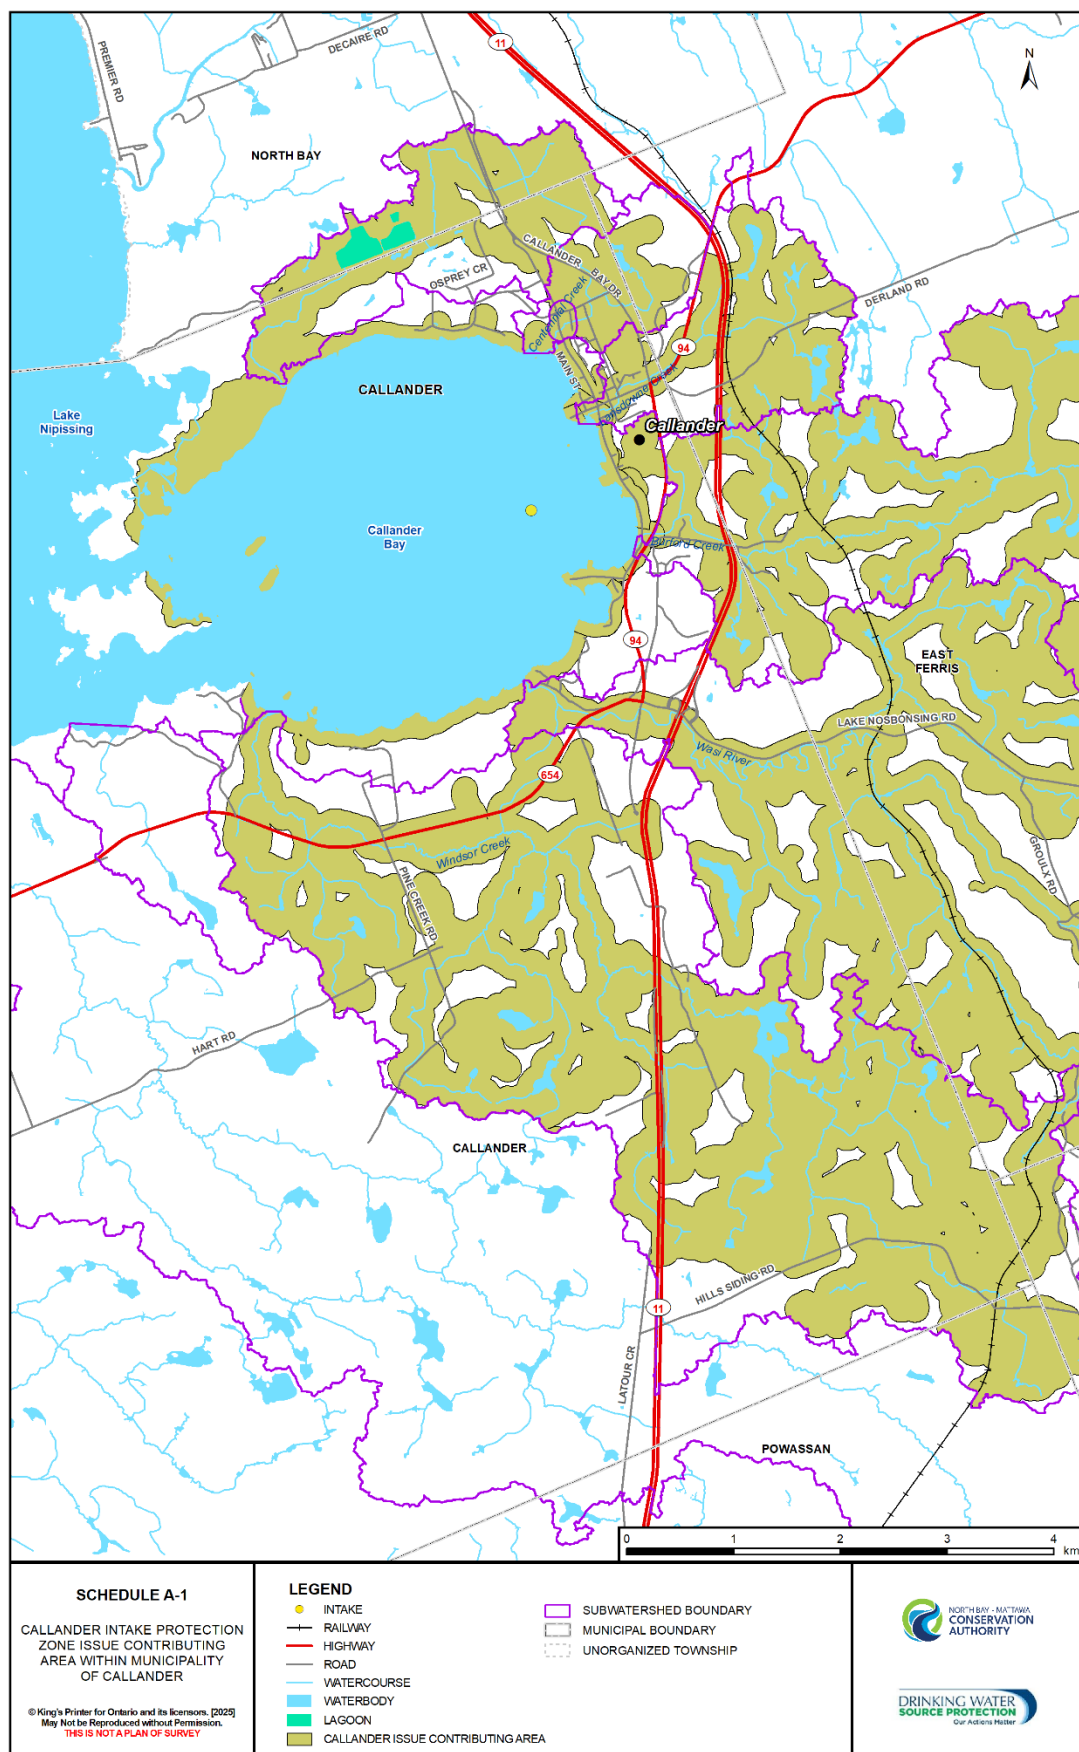 N
11
DECAIRE RD
PREMIER RD
NORTH BAY
CALLANDER BAY DR
OSPREY CR
Centennial Creek
DERLAND RD
94
MAIN ST
CALLANDER
Lansdowne Creek
Lake
Nipissing
Callander
Callander
Bay
Burford Creek
94
EAST
FERRIS
LAKE NOSBONSING RD
Wasi River
654
Windsor Creek
GROULX RD
PINE CREEK RD
HART RD
CALLANDER
HILLS SIDING RD
11
LATOUR CR
POWASSAN
0 1 2 3 4
km
SCHEDULE A-1
CALLANDER INTAKE PROTECTION
ZONE ISSUE CONTRIBUTING
AREA WITHIN MUNICIPALITY
OF CALLANDER
© King's Printer for Ontario and its licensors. [2025]
May Not be Reproduced without Permission.
THIS IS NOT A PLAN OF SURVEY
LEGEND
INTAKE
RAILWAY
HIGHWAY
ROAD
WATERCOURSE
WATERBODY
LAGOON
CALLANDER ISSUE CONTRIBUTING AREA
SUBWATERSHED BOUNDARY
MUNICIPAL BOUNDARY
UNORGANIZED TOWNSHIP
NORTH BAY - MATTAWA
CONSERVATION
AUTHORITY
DRINKING WATER
SOURCE PROTECTION
Our Actions Matter